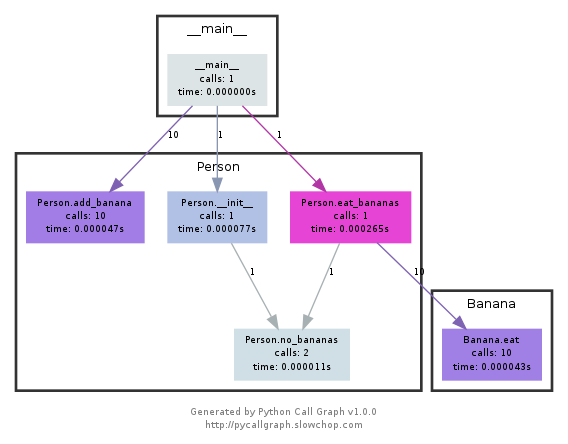 __main__
__main__
calls: 1
time: 0.000000s
10
1
1
Person
Person.add_banana
calls: 10
time: 0.000047s
Person.__init__
calls: 1
time: 0.000077s
Person.eat_bananas
calls: 1
time: 0.000265s
1
1
10
Banana
Person.no_bananas
calls: 2
time: 0.000011s
Banana.eat
calls: 10
time: 0.000043s
Generated by Python Call Graph v1.0.0
http://pycallgraph.slowchop.com